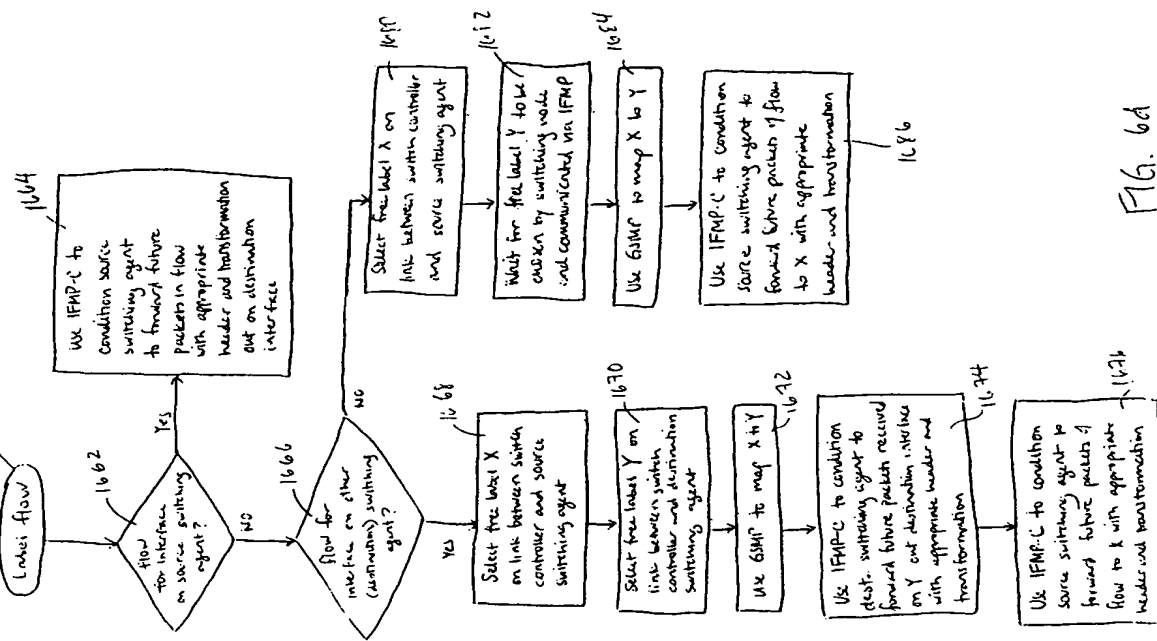 Label flow
flow
for interface
on source switching
agent?
1662
Yes
1664
Use IFMP-C to
condition source
switching agent
to forward future
packets in flow
with appropriate
header and transformation
out on destination
interface
NO
flow for
interface on other
(destination) switching
agent?
1666
NO
Yes
Select free label X
on link between switch
controller and source
switching agent
1668
Select free label Y on
link between switch
controller and destination
switching agent
1670
Use GSMP to map X to Y
1672
Use IFMP-C to condition
dest. switching agent to
forward future packets received
on Y out destination interface
with appropriate header and
transformation
1674
Use IFMP-C to condition
source switching agent to
forward future packets of
flow to X with appropriate
header and transformation
1676
Select free label X on
link between switch controller
and source switching agent
Wait for free label Y to be
chosen by switching node
and communicated via IFMP
Use GSMP to map X to Y
Use IFMP-C to condition
source switching agent to
forward future packets of flow
to X with appropriate
header and transformation
1686
FIG. 6d